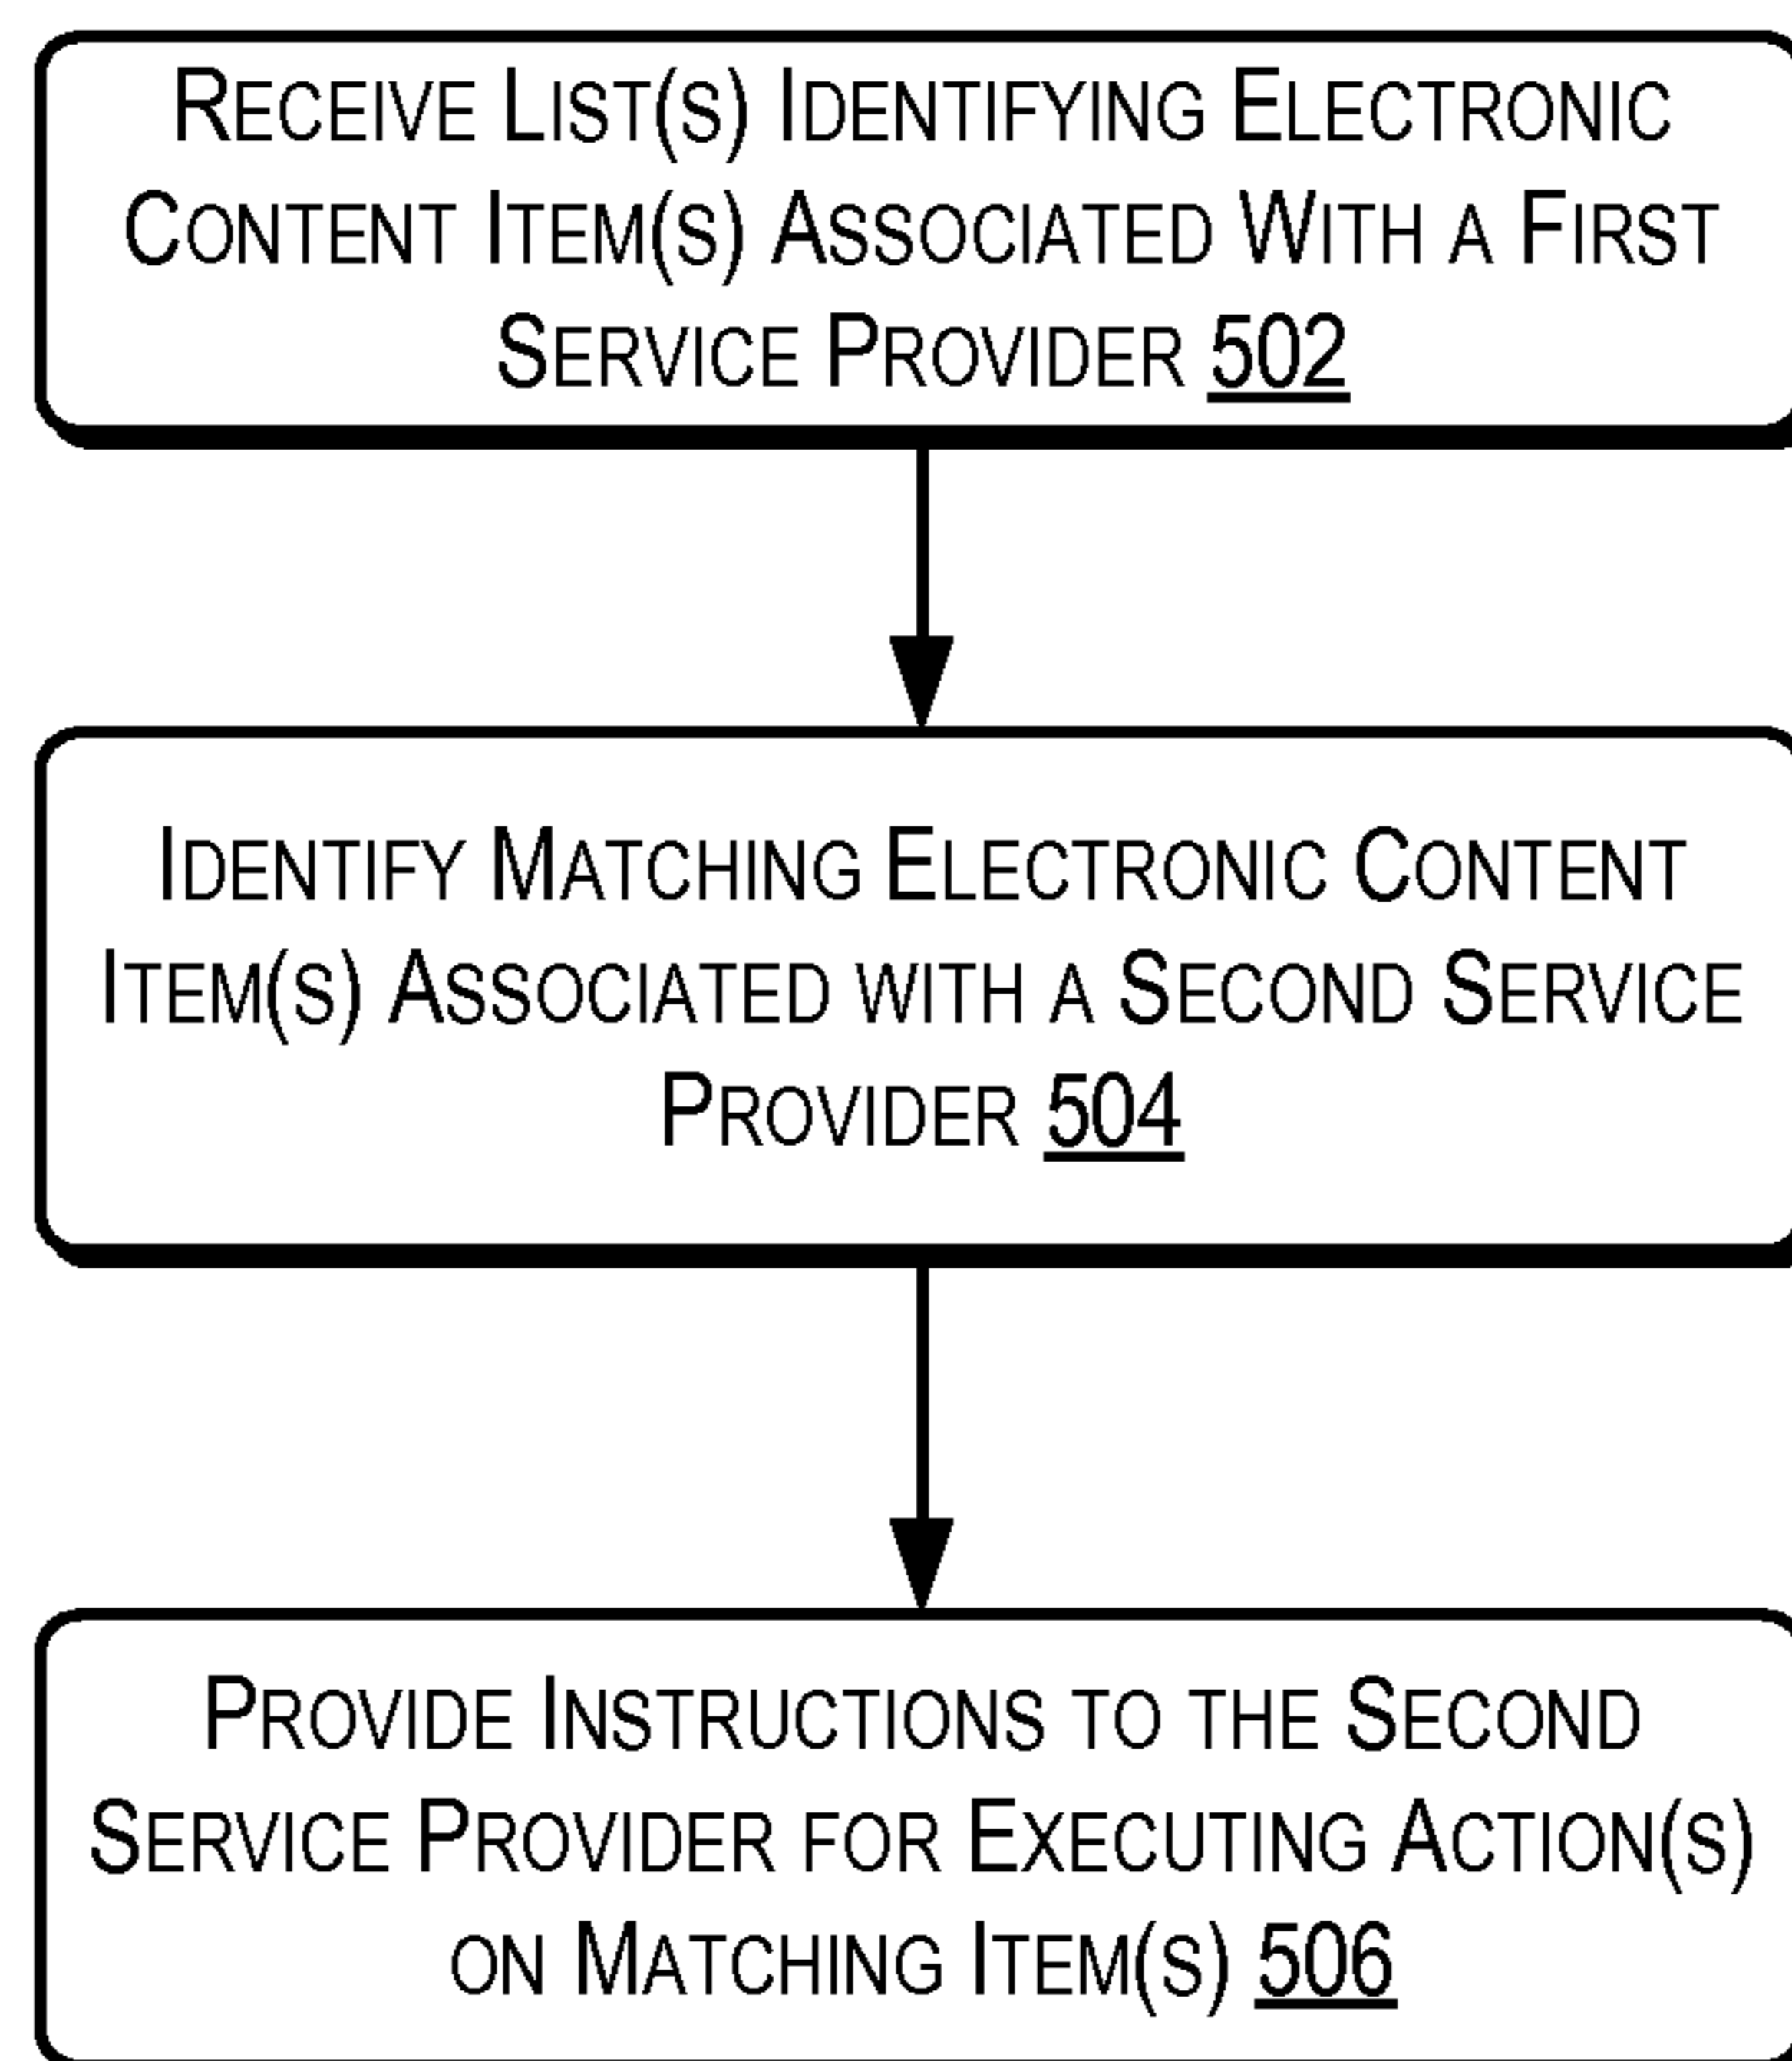 RECEIVE LIST(S) IDENTIFYING ELECTRONIC
CONTENT ITEM(S) ASSOCIATED WITH A FIRST
SERVICE PROVIDER 502
IDENTIFY MATCHING ELECTRONIC CONTENT
ITEM(S) ASSOCIATED WITH A SECOND SERVICE
PROVIDER 504
PROVIDE INSTRUCTIONS TO THE SECOND
SERVICE PROVIDER FOR EXECUTING ACTION(S)
ON MATCHING ITEM(S) 506